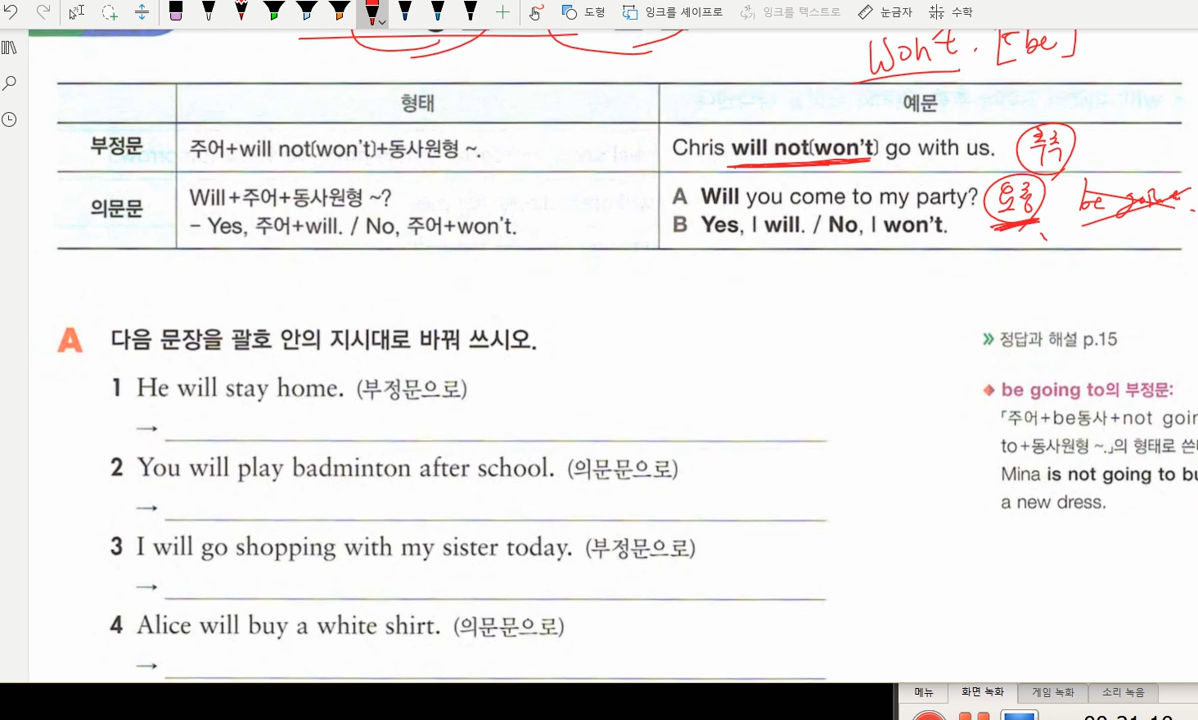 도형 잉크를 셰이프로 잉크를 텍스트로 눈금자 수학
won't. [ be]
형태 예문
부정문 주어+will not(won't)+동사원형 ~. Chris will not(won't) go with us. 추측
의문문 Will+주어+동사원형 ~? A Will you come to my party? be
– Yes, 주어+will. / No, 주어+won't. B Yes, I will. / No, I won't.
A 다음 문장을 괄호 안의 지시대로 바꿔 쓰시오.
1 He will stay home. (부정문으로)
→
2 You will play badminton after school. (의문문으로)
→
3 I will go shopping with my sister today. (부정문으로)
→
4 Alice will buy a white shirt. (의문문으로)
→
» 정답과 해설 p.15
◆ be going to의 부정문:
「주어+be동사+not goin
to+동사원형 ~.」의 형태로 쓴
Mina is not going to bu
a new dress.
메뉴 화면 녹화 게임 녹화 소리 녹음